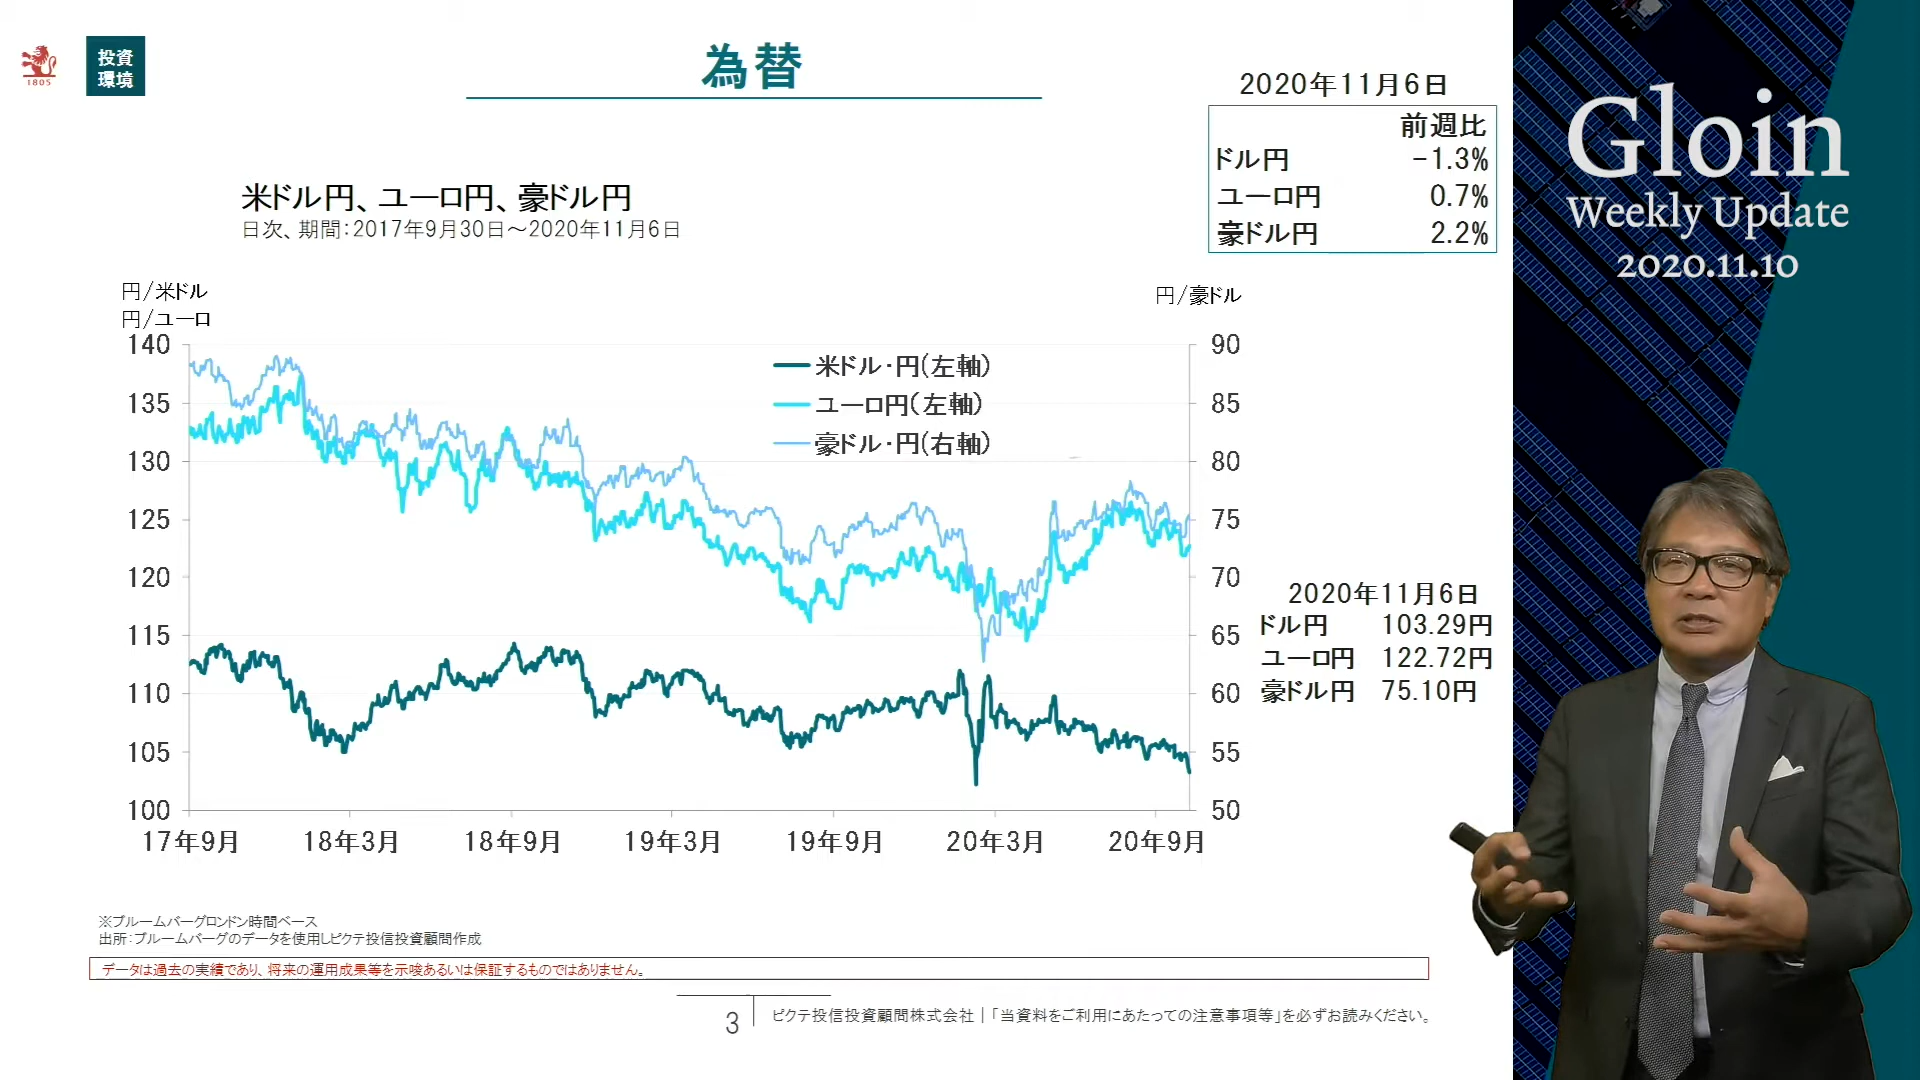 1805
投資
環境
為替
2020年11月6日
前週比
ドル円 -1.3%
ユーロ円 0.7%
豪ドル円 2.2%
Gloin
Weekly Update
2020.11.10
米ドル円、ユーロ円、豪ドル円
日次、期間：2017年9月30日～2020年11月6日
円/米ドル
円/ユーロ
円/豪ドル
140
135
130
125
120
115
110
105
100
米ドル・円(左軸)
ユーロ円(左軸)
豪ドル・円(右軸)
90
85
80
75
70
65
60
55
50
17年9月 18年3月 18年9月 19年3月 19年9月 20年3月 20年9月
2020年11月6日
ドル円 103.29円
ユーロ円 122.72円
豪ドル円 75.10円
※ブルームバーグロンドン時間ベース
出所：ブルームバーグのデータを使用しピクテ投信投資顧問作成
データは過去の実績であり、将来の運用成果等を示唆あるいは保証するものではありません。
3
ピクテ投信投資顧問株式会社｜「当資料をご利用にあたっての注意事項等」を必ずお読みください。